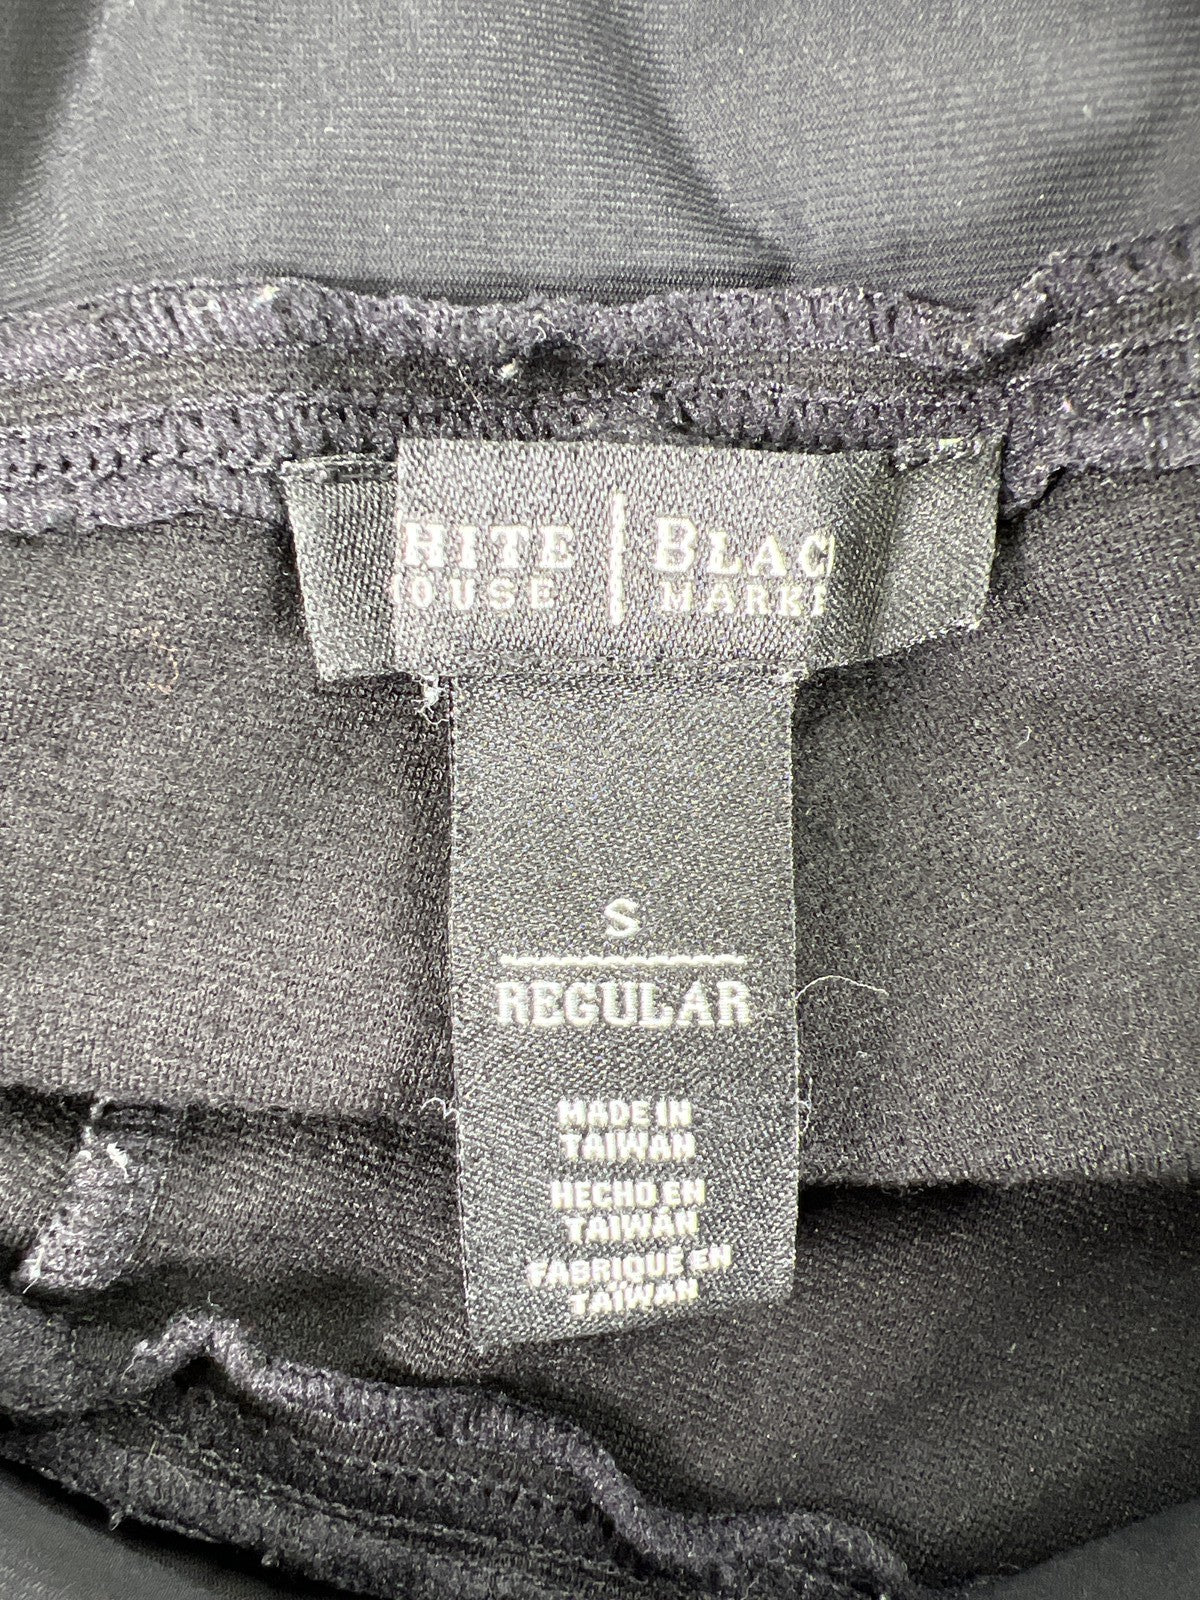 HITE | BLAC
OUSE MARK
S
REGULAR
MADE IN
TAIWAN
HECHO EN
TAIWÁN
FABRIQUÉ EN
TAIWAN